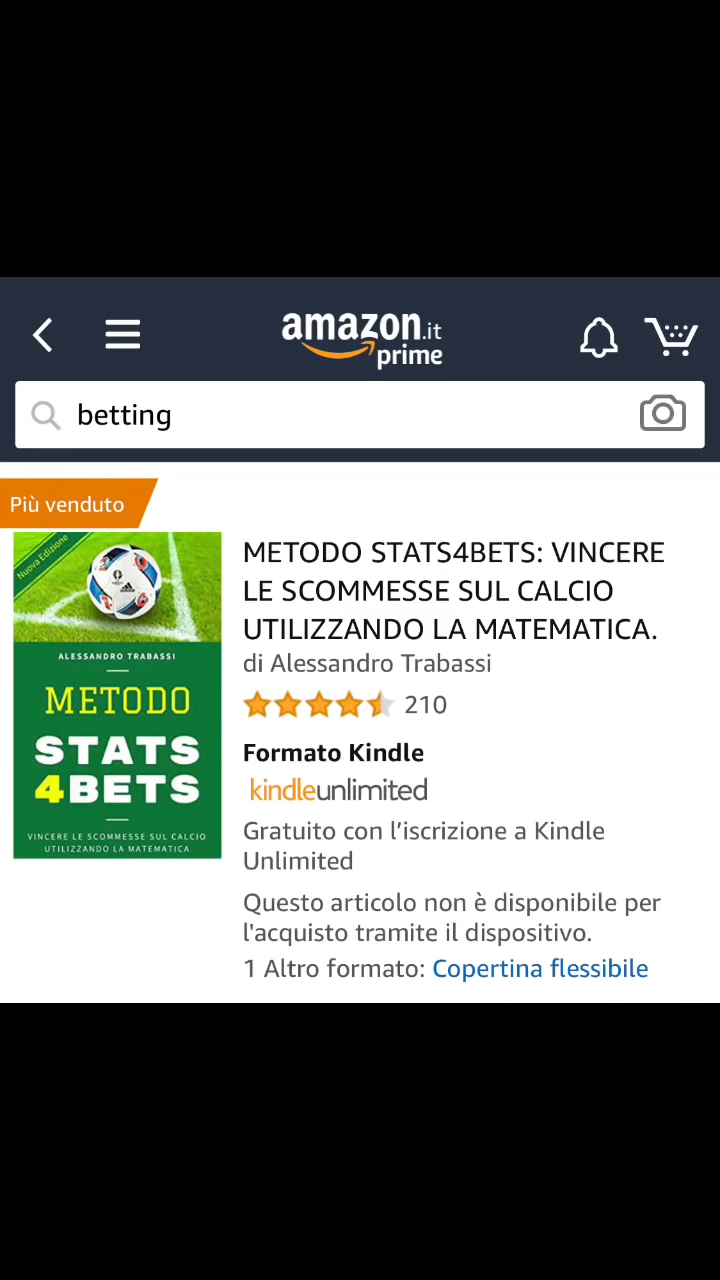 amazon.it
prime
betting
Più venduto
Nuova Edizione
ALESSANDRO TRABASSI
METODO
STATS
4BETS
VINCERE LE SCOMMESSE SUL CALCIO
UTILIZZANDO LA MATEMATICA
METODO STATS4BETS: VINCERE
LE SCOMMESSE SUL CALCIO
UTILIZZANDO LA MATEMATICA.
di Alessandro Trabassi
210
Formato Kindle
kindleunlimited
Gratuito con l’iscrizione a Kindle
Unlimited
Questo articolo non è disponibile per
l'acquisto tramite il dispositivo.
1 Altro formato: Copertina flessibile